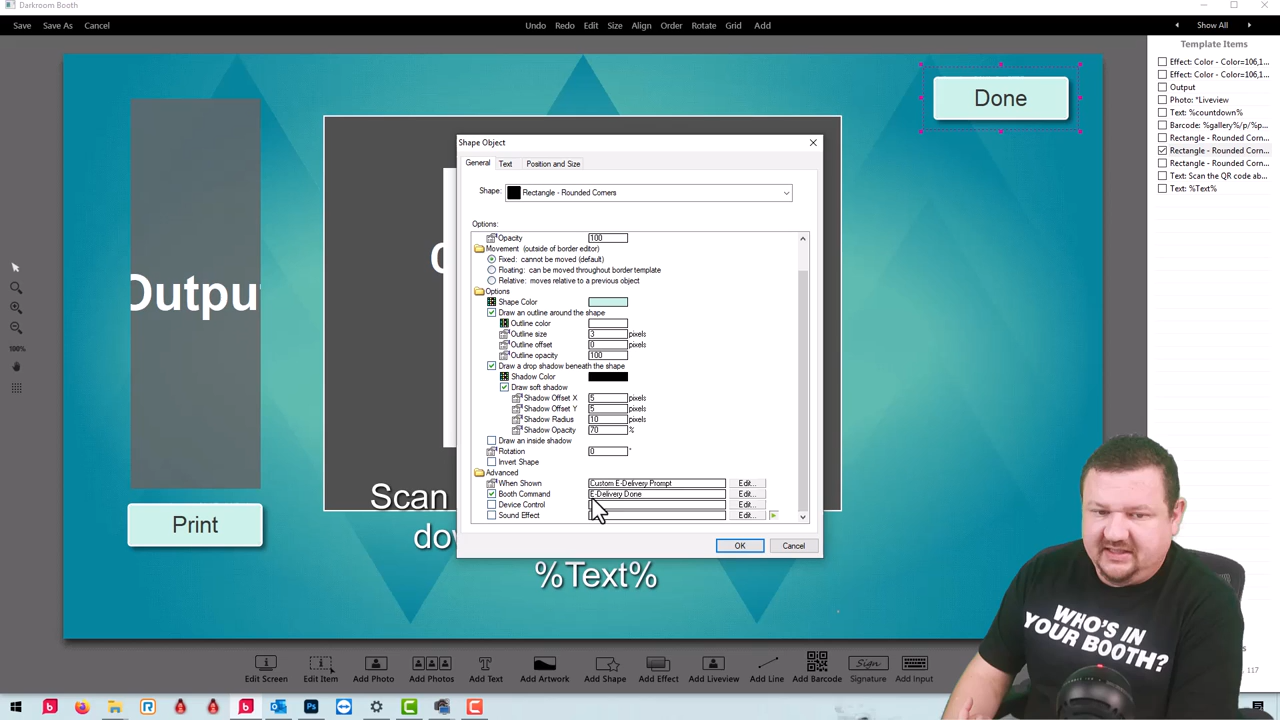 Darkroom Booth
Save Save As Cancel Undo Redo Edit Size Align Order Rotate Grid Add Show All
Template Items
Effect: Color - Color=106,1...
Effect: Color - Color=106,1...
Output
Photo: *Liveview
Text: %countdown%
Barcode: %gallery%/p/%p...
Rectangle - Rounded Corn...
Rectangle - Rounded Corn...
Rectangle - Rounded Corn...
Text: Scan the QR code ab...
Text: %Text%
Done
Shape Object
General Text Position and Size
Shape: Rectangle - Rounded Corners
Options:
Opacity 100
Movement (outside of border editor)
Fixed: cannot be moved (default)
Floating: can be moved throughout border template
Relative: moves relative to a previous object
Options
Shape Color
Draw an outline around the shape
Outline color
Outline size 3 pixels
Outline offset 0 pixels
Outline opacity 100
Draw a drop shadow beneath the shape
Shadow Color
Draw soft shadow
Shadow Offset X 5 pixels
Shadow Offset Y 5 pixels
Shadow Radius 10 pixels
Shadow Opacity 70 %
Draw an inside shadow
Rotation 0 °
Invert Shape
Advanced
When Shown Custom E-Delivery Prompt Edit...
Booth Command E-Delivery Done Edit...
Device Control Edit...
Sound Effect Edit...
OK Cancel
100%
Output
Print
Scan
dow
%Text%
WHO'S IN
YOUR BOOTH?
Edit Screen Edit Item Add Photo Add Photos Add Text Add Artwork Add Shape Add Effect Add Liveview Add Line Add Barcode Signature Add Input
Sign
117